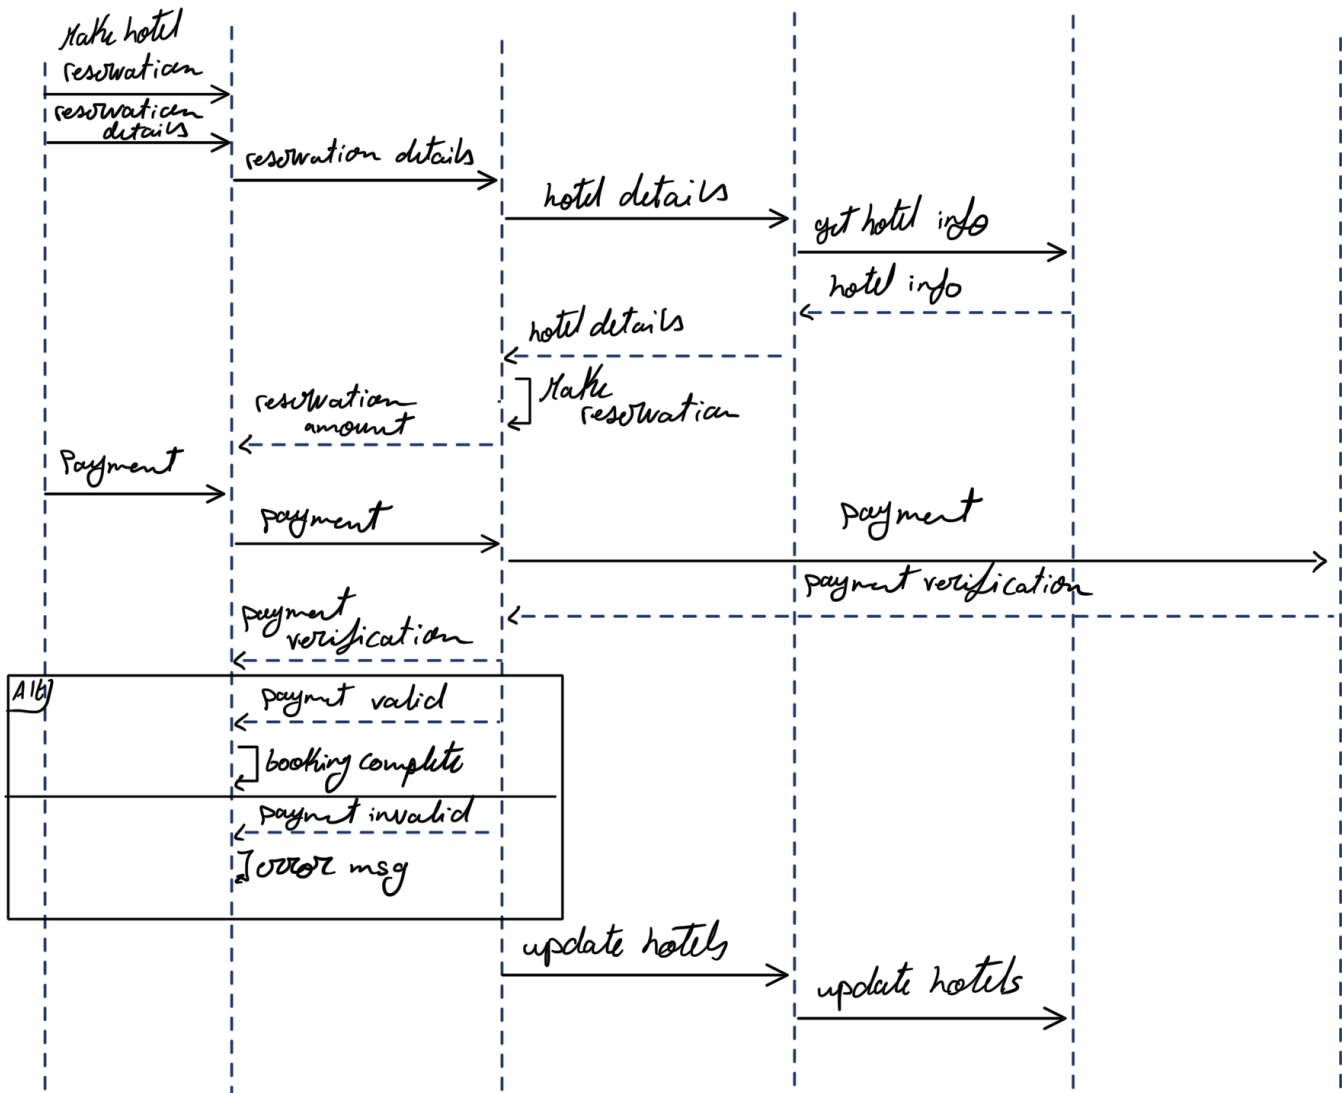 Make hotel
reservation
reservation
details
reservation details
hotel details
get hotel info
hotel info
hotel details
Make
reservation
reservation
amount
Payment
payment
payment
payment verification
payment
verification
Alt
paymnt valid
booking complete
paymnt invalid
error msg
update hotels
update hotels